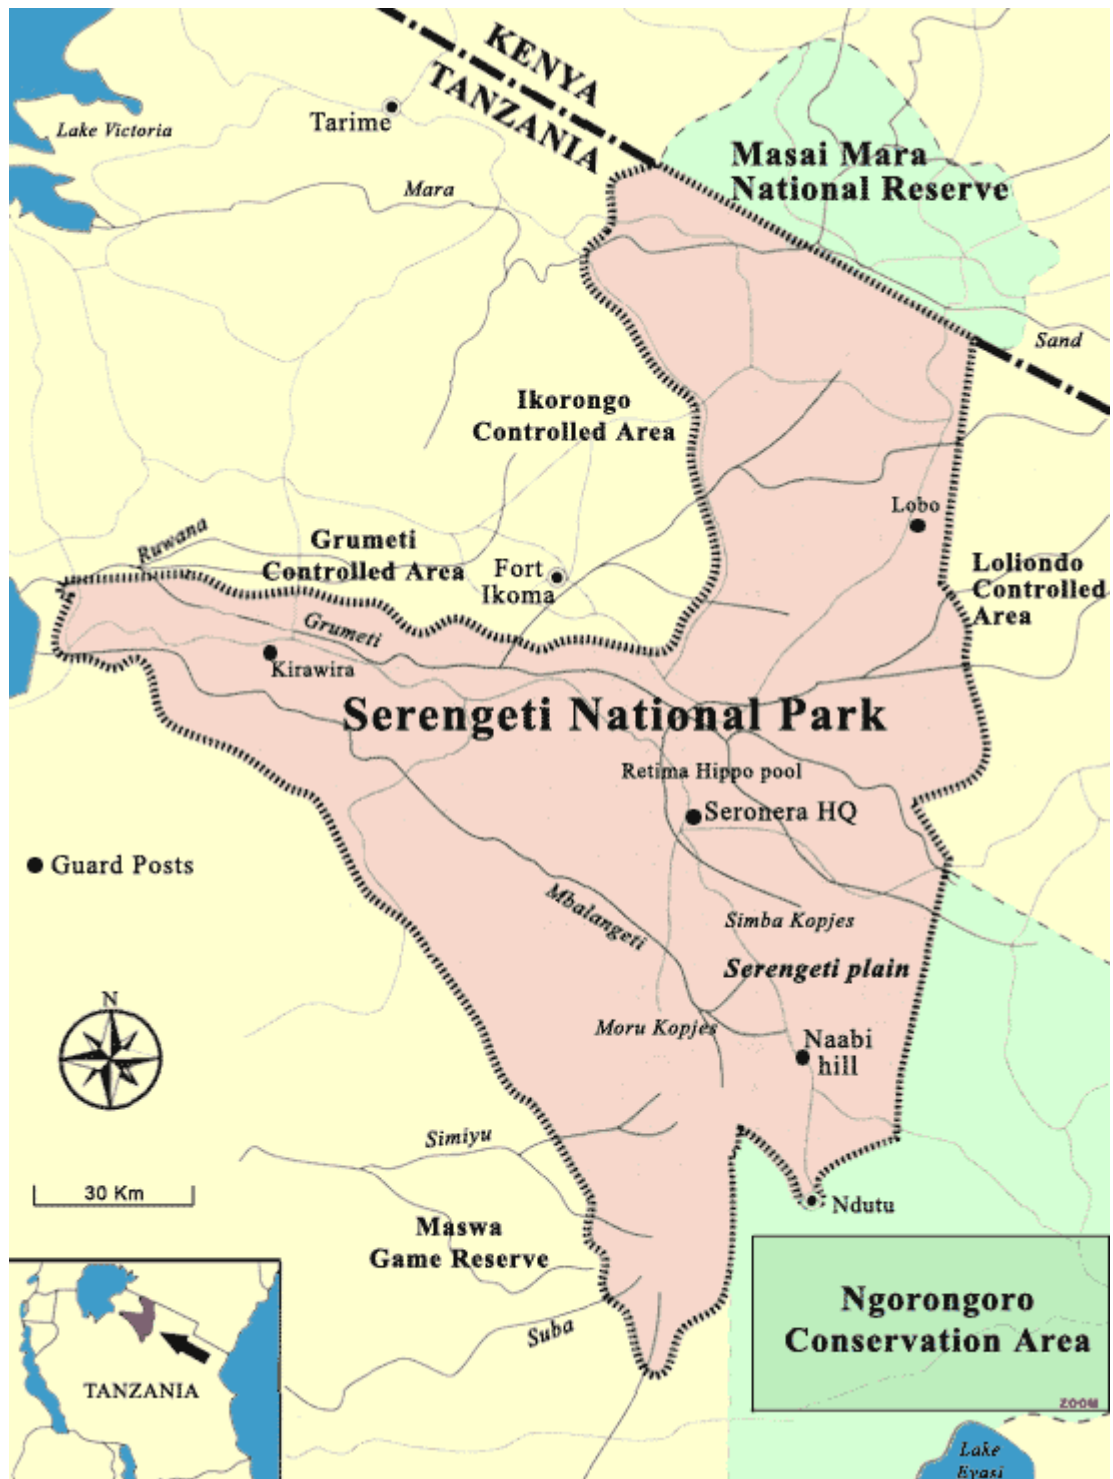 KENYA
TANZANIA
Lake Victoria
Tarime
Masai Mara
National Reserve
Mara
Sand
Ikorongo
Controlled Area
Lobo
Ruwana
Grumeti
Controlled Area
Fort
Ikoma
Loliondo
Controlled
Area
Grumeti
Kirawira
Serengeti National Park
Retima Hippo pool
Seronera HQ
Guard Posts
Mbalangeti
Simba Kopjes
Serengeti plain
N
Moru Kopjes
Naabi
hill
Simiyu
30 Km
Ndutu
Maswa
Game Reserve
Suba
Ngorongoro
Conservation Area
ZOOM
TANZANIA
Lake
Eyasi